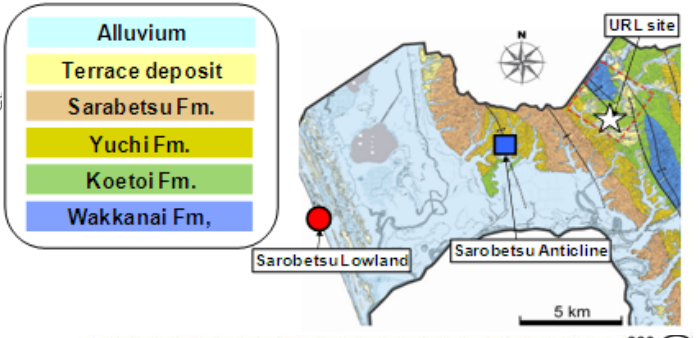 Alluvium
Terrace deposit
Sarabetsu Fm.
Yuchi Fm.
Koetoi Fm.
Wakkanai Fm,
N
URL site
Sarobetsu Anticline
Sarobetsu Lowland
5 km